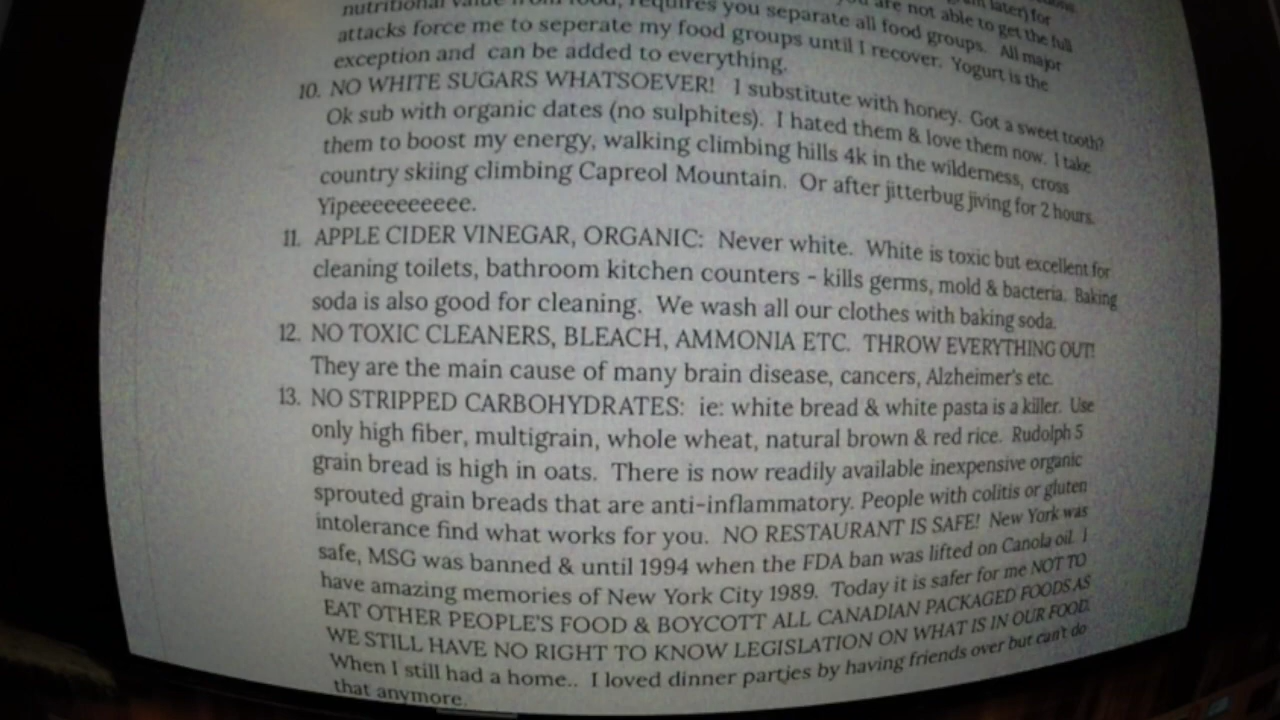 nutritional value from food, requires you separate all food groups. All major
attacks force me to seperate my food groups until I recover. Yogurt is the
exception and can be added to everything.
10. NO WHITE SUGARS WHATSOEVER! I substitute with honey. Got a sweet tooth?
Ok sub with organic dates (no sulphites). I hated them & love them now. I take
them to boost my energy, walking climbing hills 4k in the wilderness, cross
country skiing climbing Capreol Mountain. Or after jitterbug jiving for 2 hours.
Yipeeeeeeeeee.
11. APPLE CIDER VINEGAR, ORGANIC: Never white. White is toxic but excellent for
cleaning toilets, bathroom kitchen counters - kills germs, mold & bacteria. Baking
soda is also good for cleaning. We wash all our clothes with baking soda.
12. NO TOXIC CLEANERS, BLEACH, AMMONIA ETC. THROW EVERYTHING OUT!
They are the main cause of many brain disease, cancers, Alzheimer's etc.
13. NO STRIPPED CARBOHYDRATES: ie: white bread & white pasta is a killer. Use
only high fiber, multigrain, whole wheat, natural brown & red rice. Rudolph 5
grain bread is high in oats. There is now readily available inexpensive organic
sprouted grain breads that are anti-inflammatory. People with colitis or gluten
intolerance find what works for you. NO RESTAURANT IS SAFE! New York was
safe, MSG was banned & until 1994 when the FDA ban was lifted on Canola oil. I
have amazing memories of New York City 1989. Today it is safer for me NOT TO
EAT OTHER PEOPLE'S FOOD & BOYCOTT ALL CANADIAN PACKAGED FOODS AS
WE STILL HAVE NO RIGHT TO KNOW LEGISLATION ON WHAT IS IN OUR FOOD.
When I still had a home.. I loved dinner parties by having friends over but can't do
that anymore.